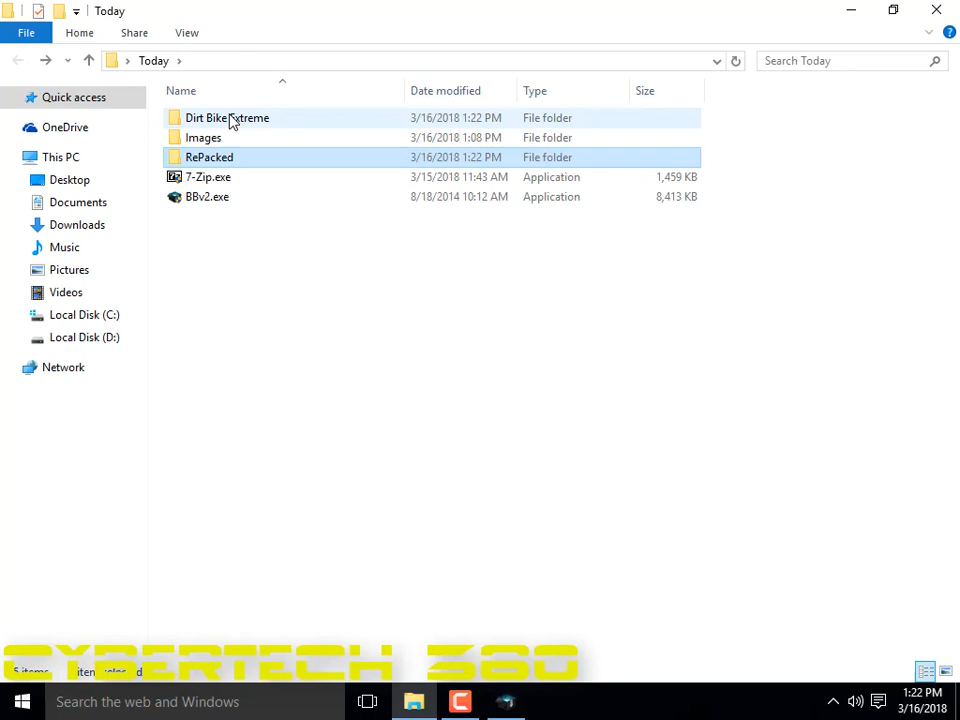 Today
File Home Share View
Today Search Today
Name Date modified Type Size
Quick access
OneDrive
This PC
Desktop
Documents
Downloads
Music
Pictures
Videos
Local Disk (C:)
Local Disk (D:)
Network
Dirt Bike Extreme 3/16/2018 1:22 PM File folder
Images 3/16/2018 1:08 PM File folder
RePacked 3/16/2018 1:22 PM File folder
7-Zip.exe 3/15/2018 11:43 AM Application 1,459 KB
BBv2.exe 8/18/2014 10:12 AM Application 8,413 KB
CYBERTECH 360
5 items
Search the web and Windows
1:22 PM
3/16/2018